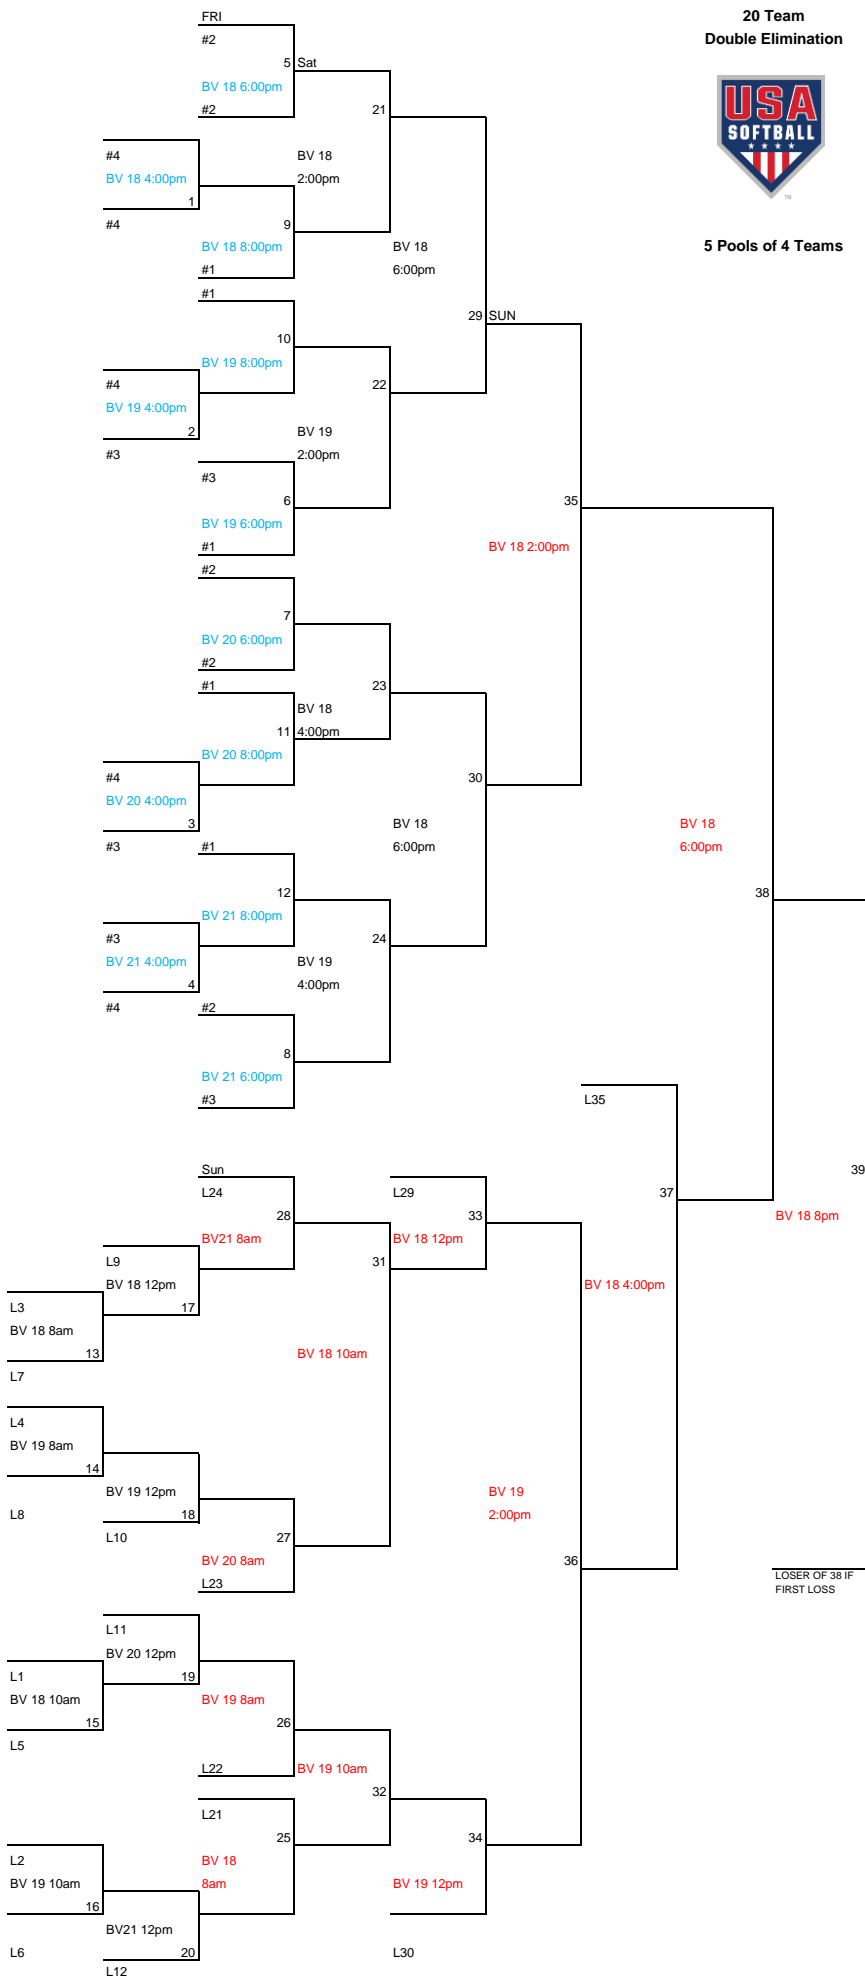 FRI
20 Team
#2
Double Elimination
5 Sat
BV 18 6:00pm
#2
21
USA
SOFTBALL
TM
#4
BV 18
BV 18 4:00pm
2:00pm
1
#4
9
BV 18 8:00pm
BV 18
5 Pools of 4 Teams
#1
6:00pm
#1
29 SUN
10
BV 19 8:00pm
#4
22
BV 19 4:00pm
2
BV 19
#3
2:00pm
#3
6
35
BV 19 6:00pm
#1
BV 18 2:00pm
#2
7
BV 20 6:00pm
#2
#1
23
BV 18
11
4:00pm
BV 20 8:00pm
#4
30
BV 20 4:00pm
3
BV 18
BV 18
#3
#1
6:00pm
6:00pm
12
38
BV 21 8:00pm
#3
24
BV 21 4:00pm
BV 19
4
4:00pm
#4
#2
8
BV 21 6:00pm
#3
L35
Sun
39
L24
L29
37
28
33
BV 18 8pm
BV21 8am
BV 18 12pm
L9
31
BV 18 12pm
BV 18 4:00pm
L3
17
BV 18 8am
13
BV 18 10am
L7
L4
BV 19 8am
14
BV 19 12pm
BV 19
L8
18
2:00pm
L10
27
BV 20 8am
36
L23
LOSER OF 38 IF
FIRST LOSS
L11
BV 20 12pm
L1
19
BV 18 10am
BV 19 8am
15
26
L5
L22
BV 19 10am
32
L21
25
34
L2
BV 18
BV 19 10am
8am
BV 19 12pm
16
BV21 12pm
L6
20
L30
L12